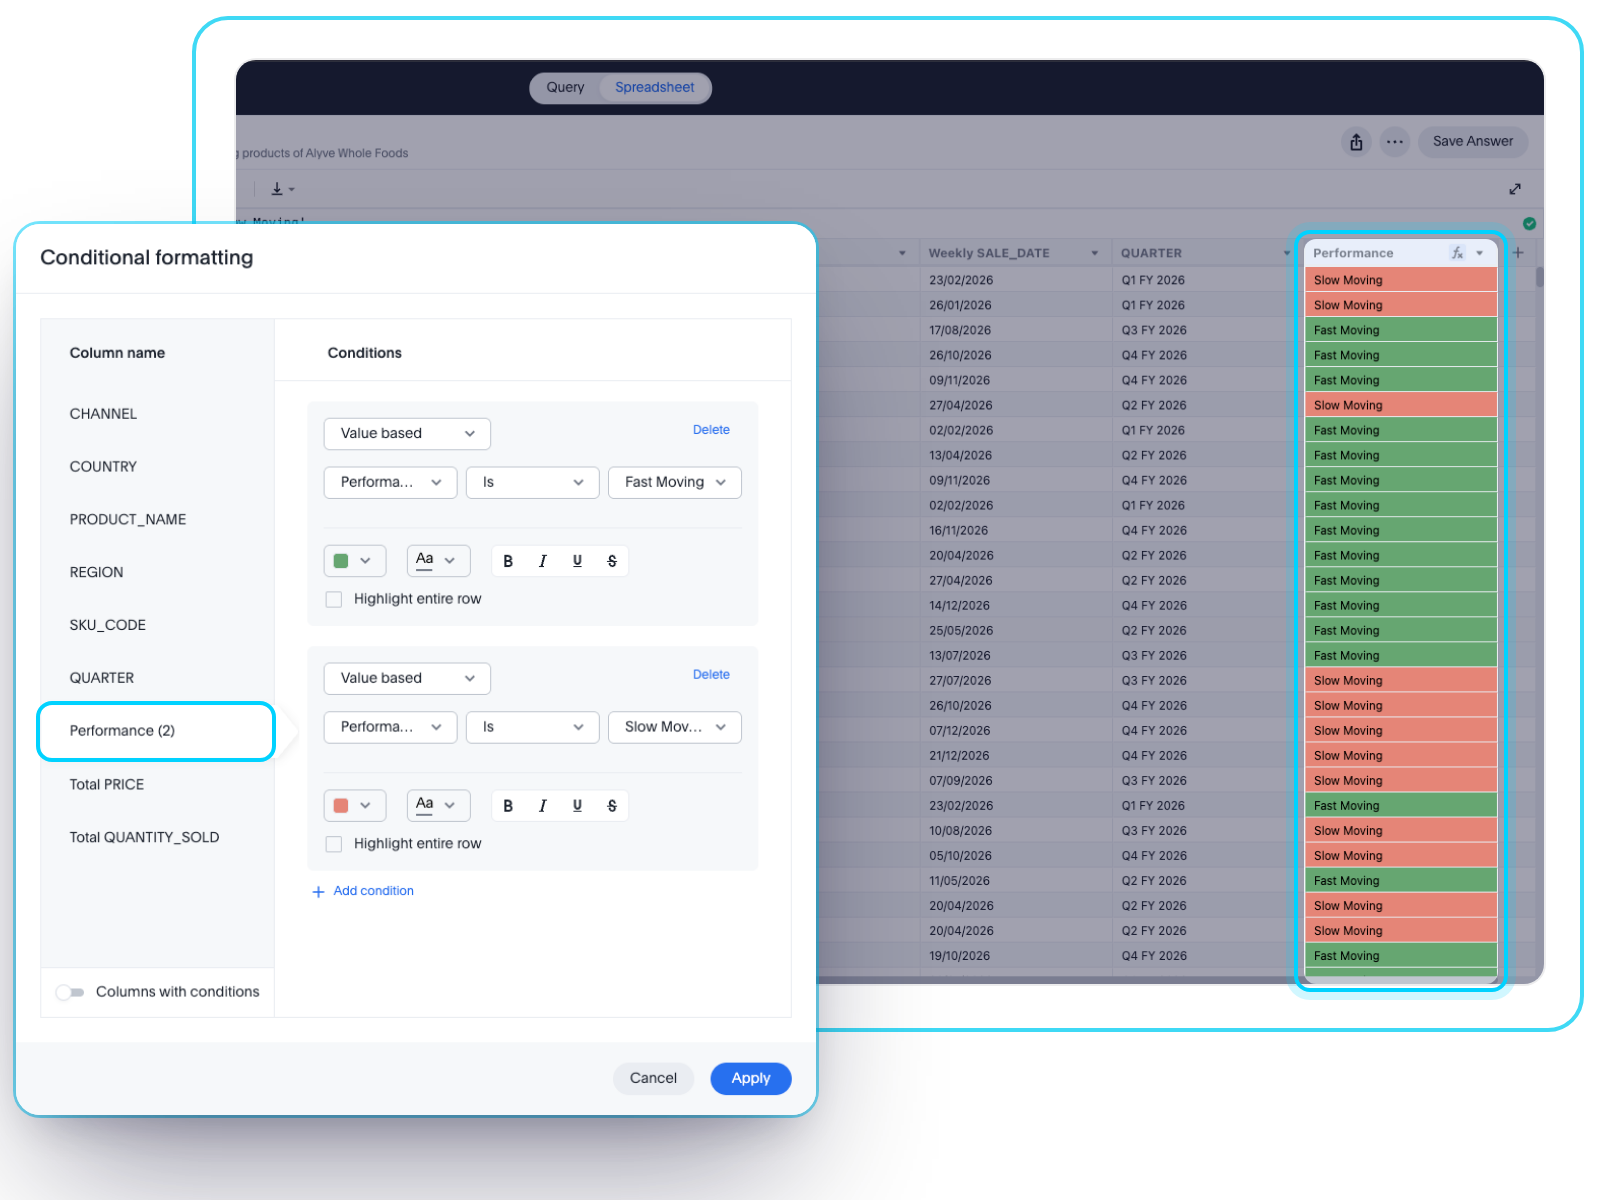 Query Spreadsheet
products of Alyve Whole Foods
Save Answer
Moving'
Weekly SALE_DATE QUARTER Performance fx
23/02/2026 Q1 FY 2026 Slow Moving
26/01/2026 Q1 FY 2026 Slow Moving
17/08/2026 Q3 FY 2026 Fast Moving
26/10/2026 Q4 FY 2026 Fast Moving
09/11/2026 Q4 FY 2026 Fast Moving
27/04/2026 Q2 FY 2026 Slow Moving
02/02/2026 Q1 FY 2026 Fast Moving
13/04/2026 Q2 FY 2026 Fast Moving
09/11/2026 Q4 FY 2026 Fast Moving
02/02/2026 Q1 FY 2026 Fast Moving
16/11/2026 Q4 FY 2026 Fast Moving
20/04/2026 Q2 FY 2026 Fast Moving
27/04/2026 Q2 FY 2026 Fast Moving
14/12/2026 Q4 FY 2026 Fast Moving
25/05/2026 Q2 FY 2026 Fast Moving
13/07/2026 Q3 FY 2026 Fast Moving
27/07/2026 Q3 FY 2026 Slow Moving
26/10/2026 Q4 FY 2026 Slow Moving
07/12/2026 Q4 FY 2026 Slow Moving
21/12/2026 Q4 FY 2026 Slow Moving
07/09/2026 Q3 FY 2026 Slow Moving
23/02/2026 Q1 FY 2026 Fast Moving
10/08/2026 Q3 FY 2026 Slow Moving
05/10/2026 Q4 FY 2026 Slow Moving
11/05/2026 Q2 FY 2026 Fast Moving
20/04/2026 Q2 FY 2026 Slow Moving
20/04/2026 Q2 FY 2026 Slow Moving
19/10/2026 Q4 FY 2026 Fast Moving
Conditional formatting
Column name
CHANNEL
COUNTRY
PRODUCT_NAME
REGION
SKU_CODE
QUARTER
Performance (2)
Total PRICE
Total QUANTITY_SOLD
Columns with conditions
Conditions
Value based Delete
Performa... Is Fast Moving
Aa B I U S
Highlight entire row
Value based Delete
Performa... Is Slow Mov...
Aa B I U S
Highlight entire row
+ Add condition
Cancel Apply